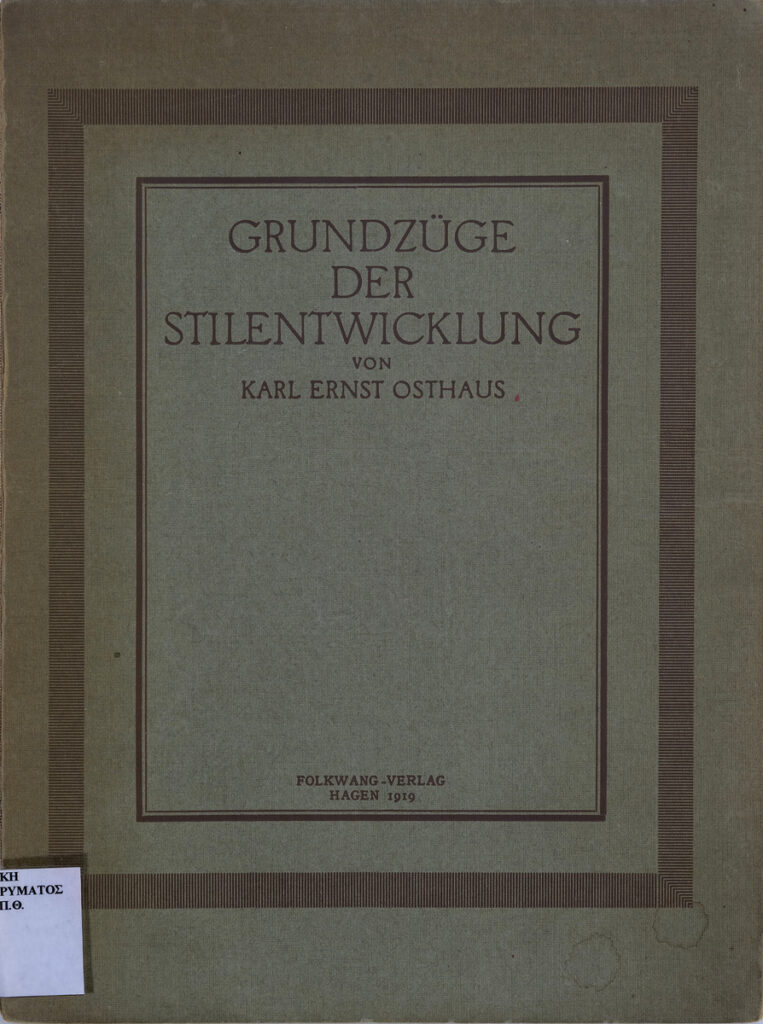 GRUNDZÜGE
DER
STILENTWICKLUNG
VON
KARL ERNST OSTHAUS
FOLKWANG-VERLAG
HAGEN 1919
ΚΗ
ΡΥΜΑΤΟΣ
Π.Θ.